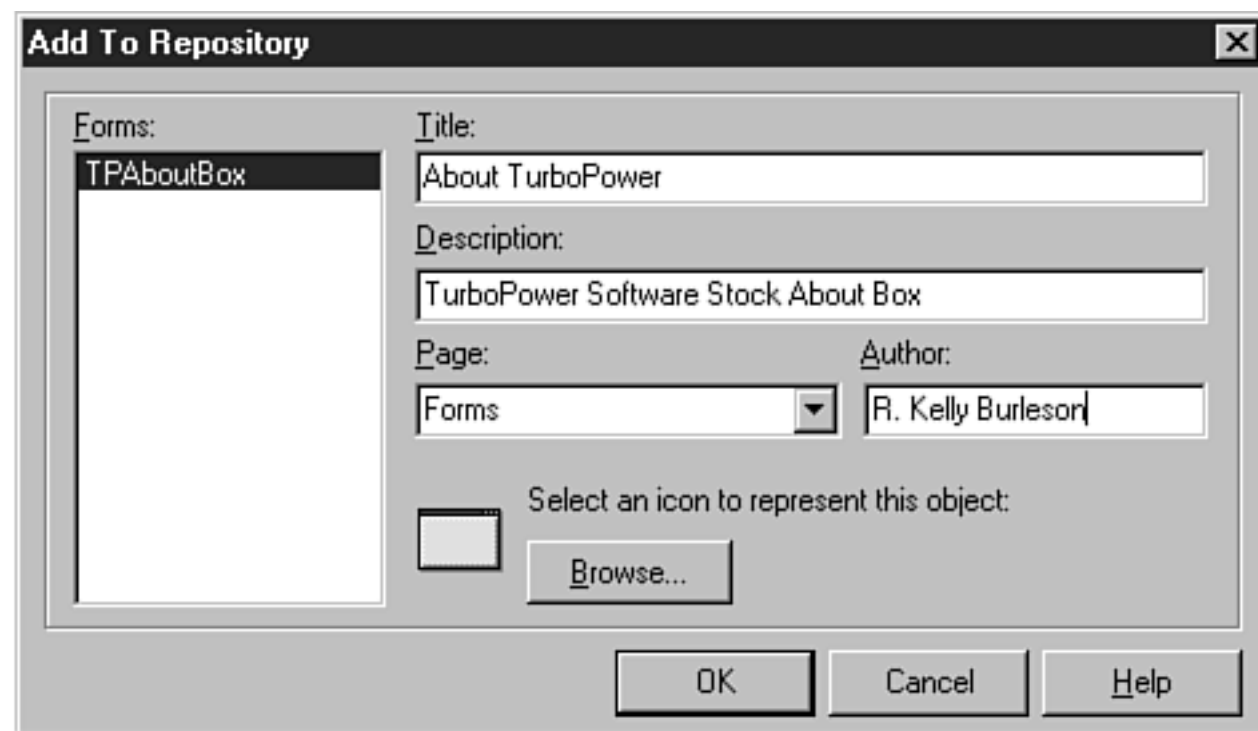 Add To Repository
Forms:
TPAboutBox
Title:
About TurboPower
Description:
TurboPower Software Stock About Box
Page:
Author:
Forms
R. Kelly Burleson
Select an icon to represent this object:
Browse...
OK
Cancel
Help